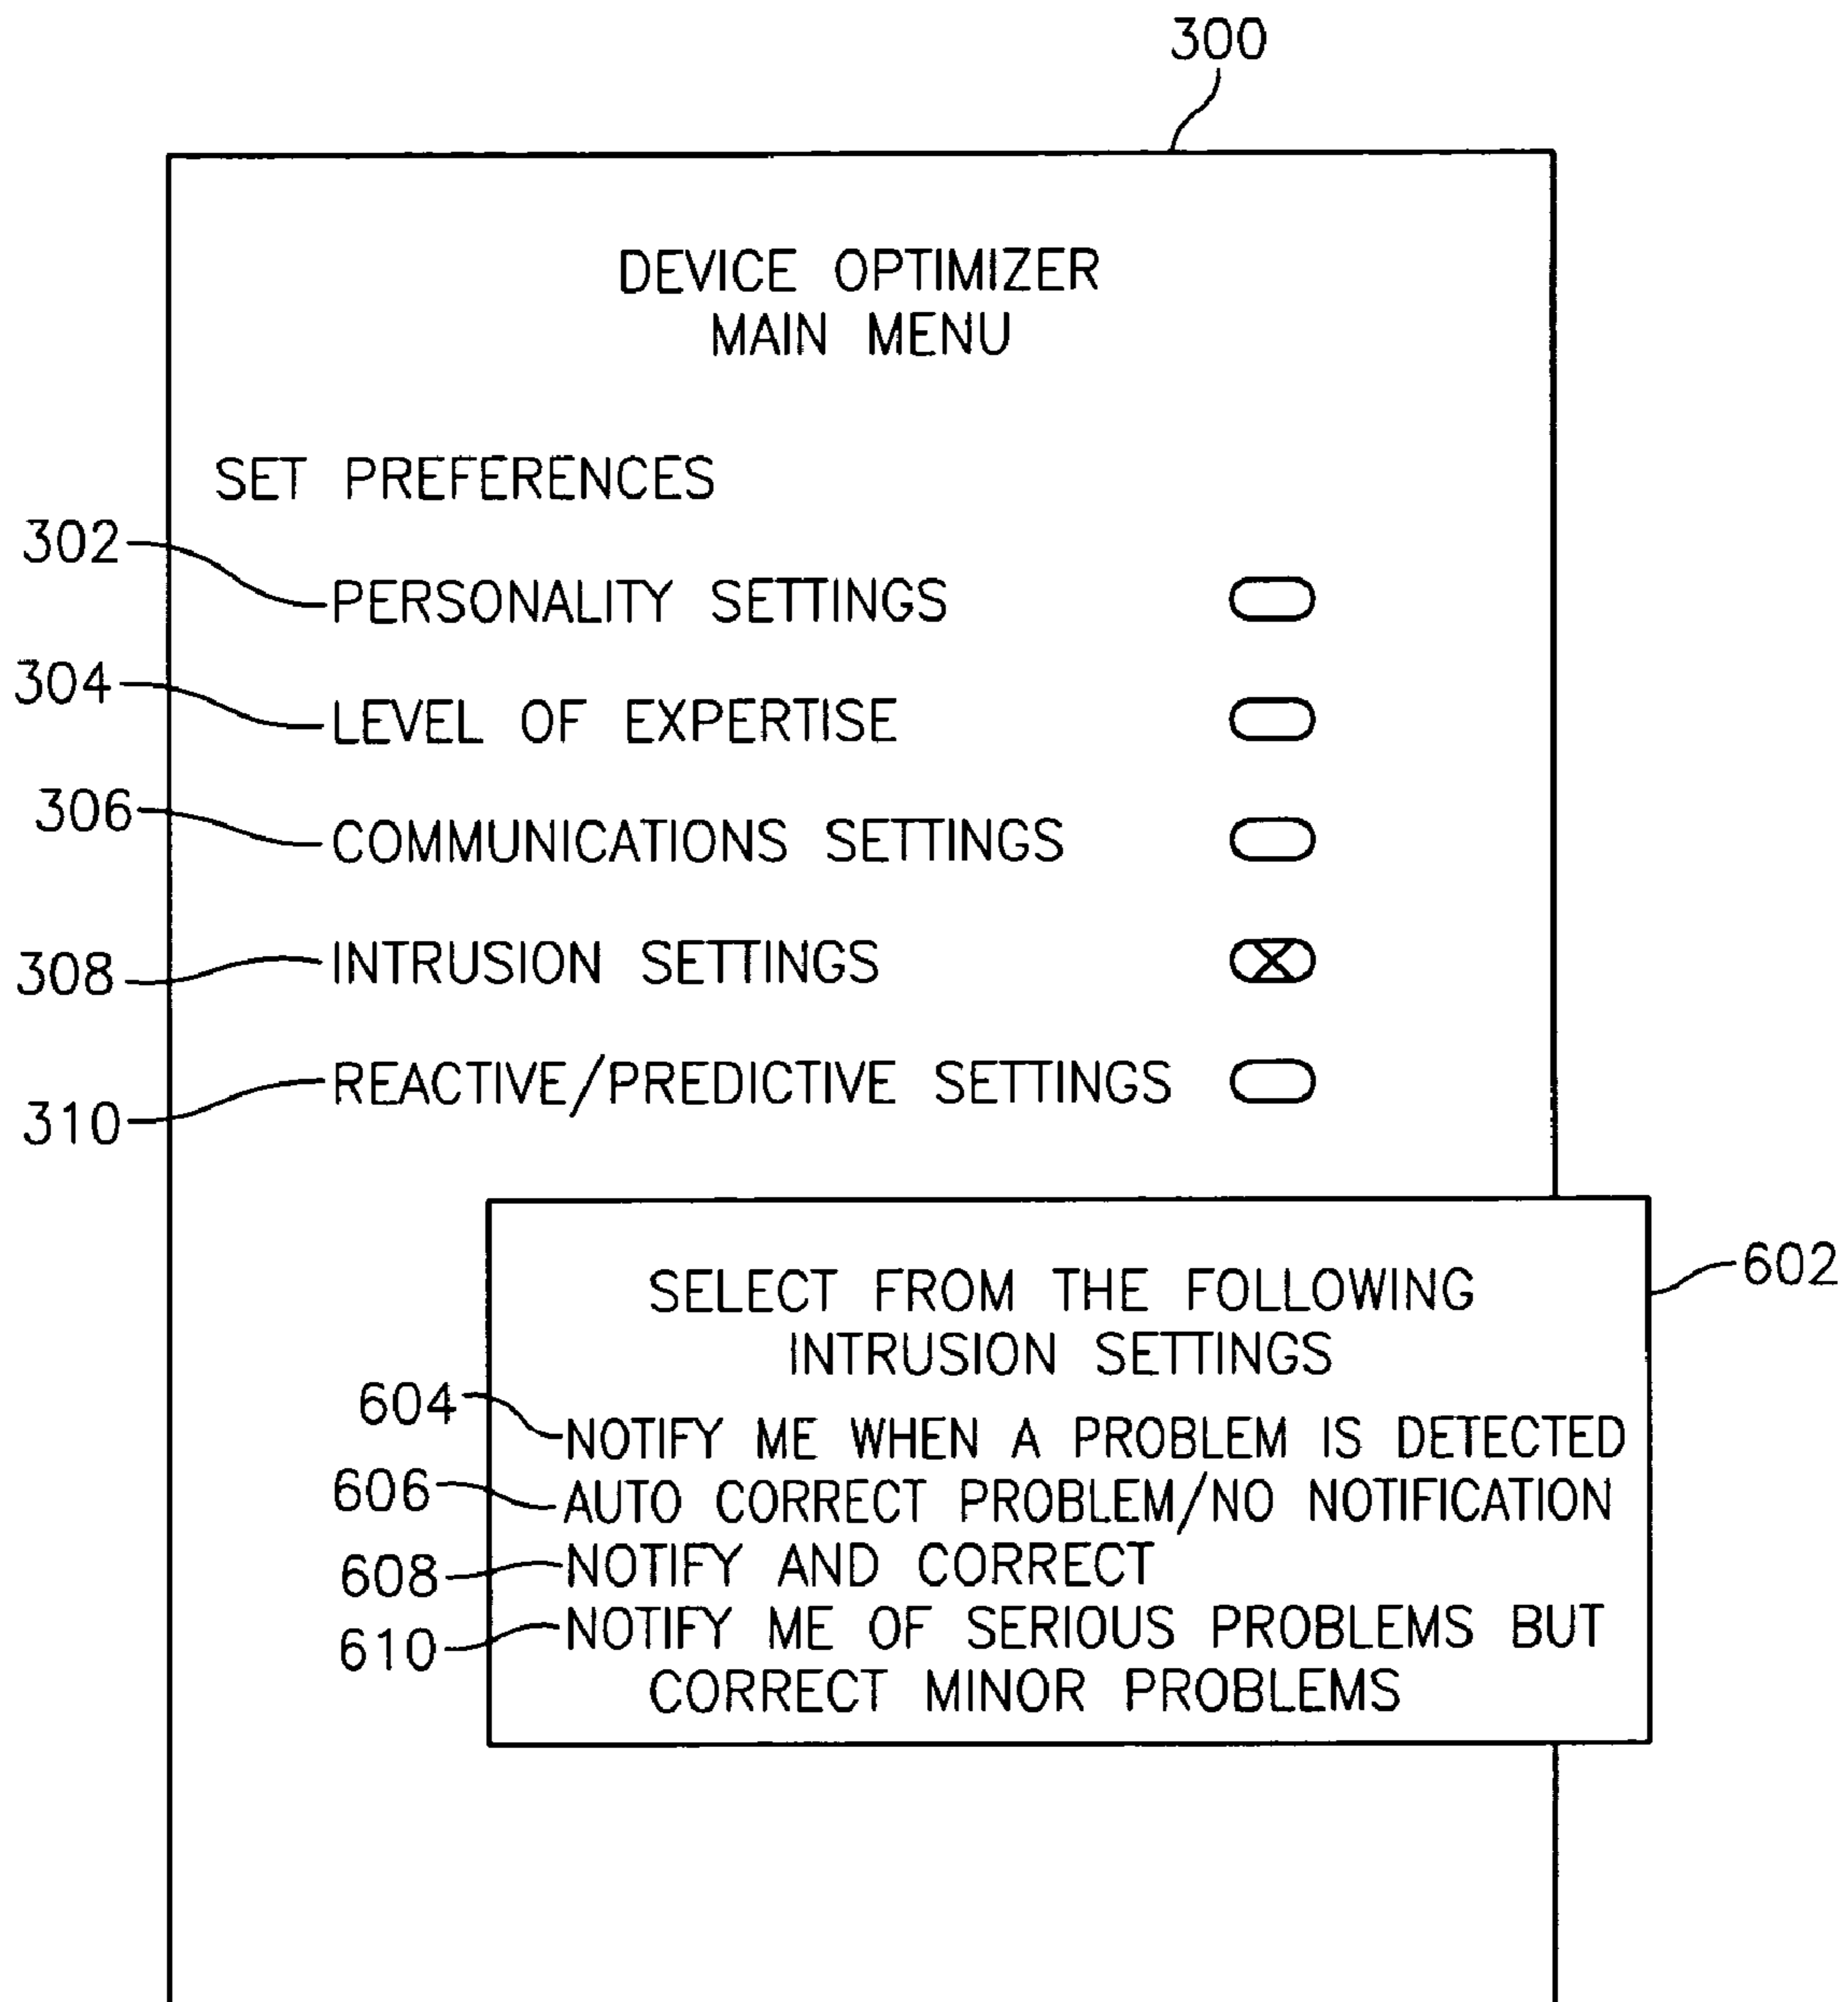 300
DEVICE OPTIMIZER
MAIN MENU
SET PREFERENCES
302
PERSONALITY SETTINGS
304
LEVEL OF EXPERTISE
306
COMMUNICATIONS SETTINGS
308
INTRUSION SETTINGS
310
REACTIVE/PREDICTIVE SETTINGS
602
SELECT FROM THE FOLLOWING
INTRUSION SETTINGS
604
NOTIFY ME WHEN A PROBLEM IS DETECTED
606
AUTO CORRECT PROBLEM/NO NOTIFICATION
608
NOTIFY AND CORRECT
610
NOTIFY ME OF SERIOUS PROBLEMS BUT
CORRECT MINOR PROBLEMS